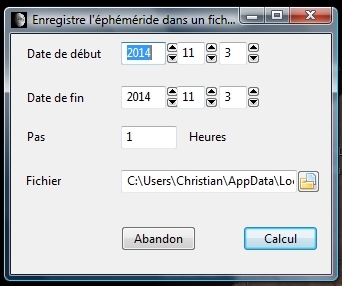 Enregistre l'éphéméride dans un fich...
Date de début 2014 11 3
Date de fin 2014 11 3
Pas 1 Heures
Fichier C:\Users\Christian\AppData\Loc
Abandon Calcul